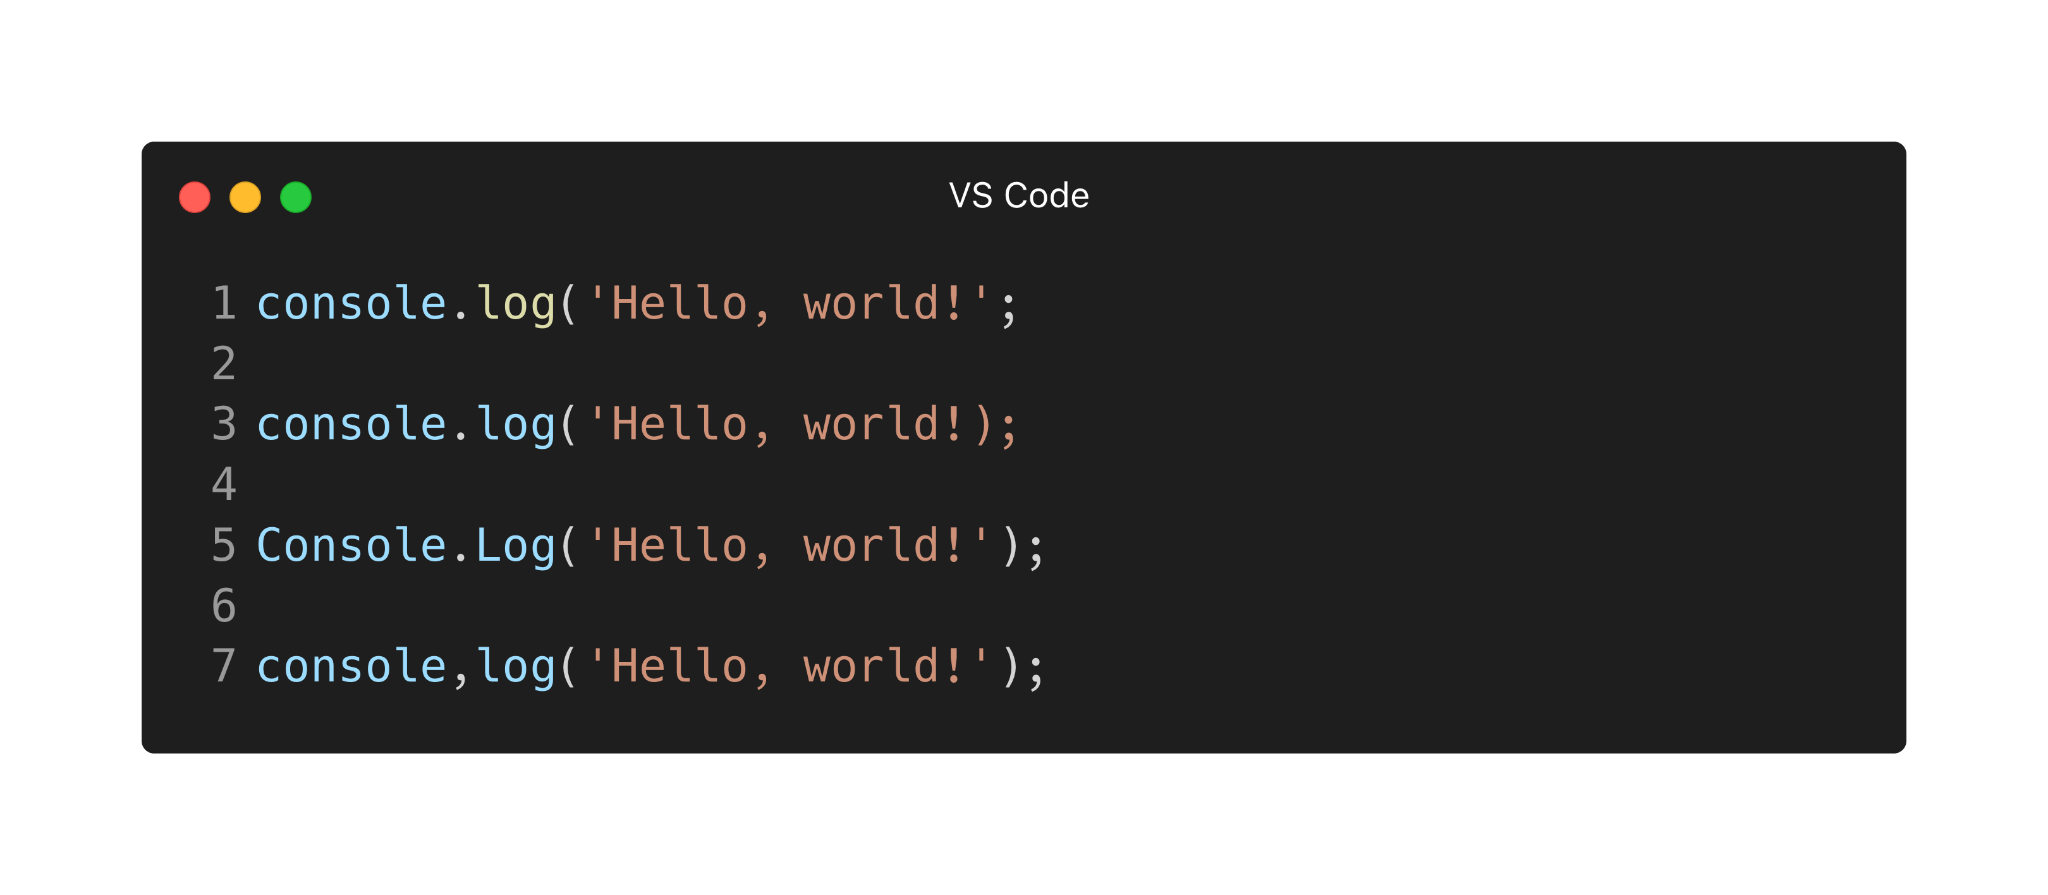 VS Code
1 console.log('Hello, world!';
2
3 console.log('Hello, world!);
4
5 Console.Log('Hello, world!');
6
7 console,log('Hello, world!');